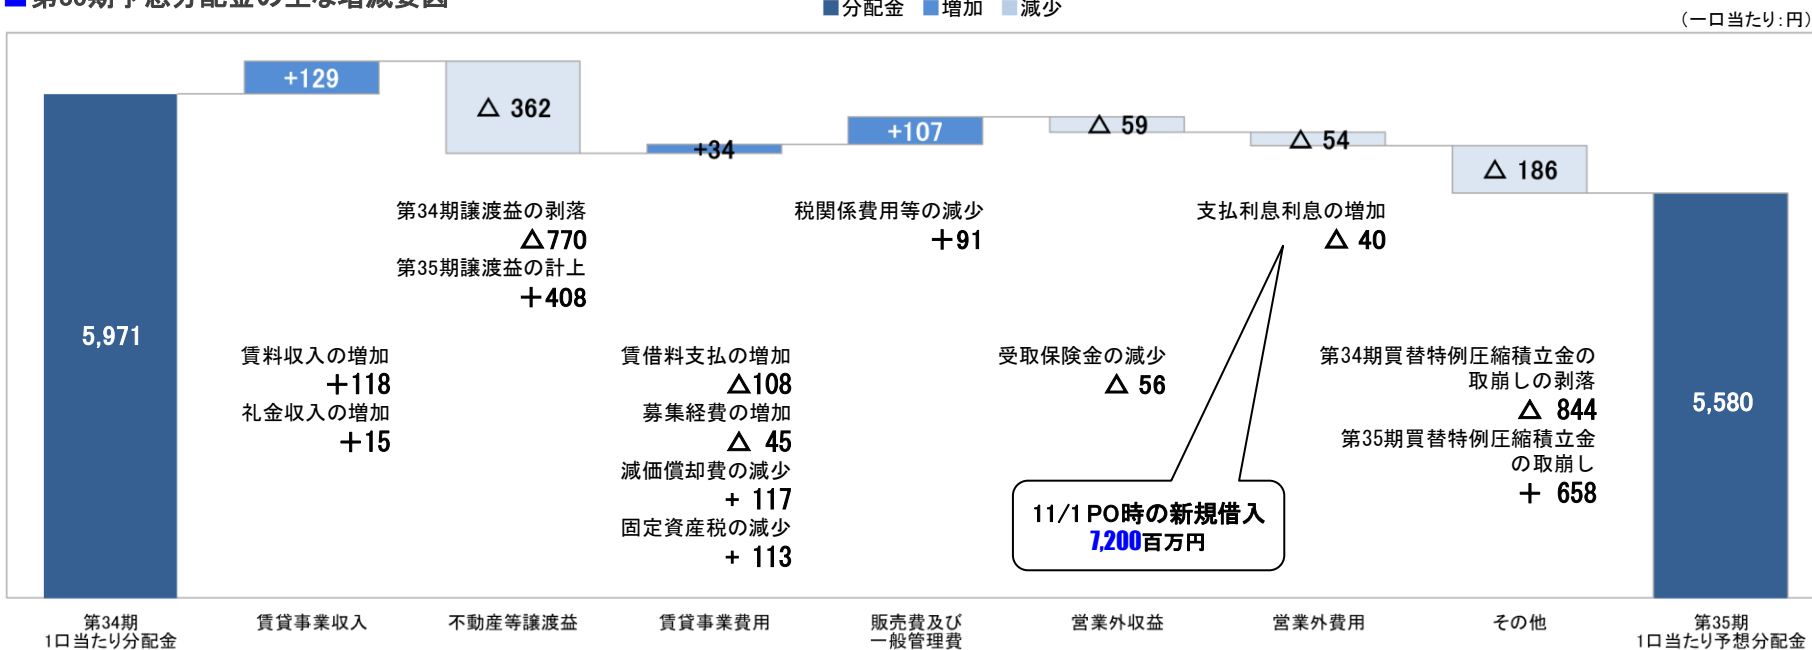 分配金 増加 減少
(一口当たり:円)
+129
△ 362
+34
+107
△ 59
△ 54
△ 186
5,971
5,580
賃料収入の増加
+118
礼金収入の増加
+15
第34期譲渡益の剥落
△770
第35期譲渡益の計上
+408
賃借料支払の増加
△108
募集経費の増加
△ 45
減価償却費の減少
+ 117
固定資産税の減少
+ 113
税関係費用等の減少
+91
受取保険金の減少
△ 56
支払利息利息の増加
△ 40
11/1PO時の新規借入
7,200百万円
第34期買替特例圧縮積立金の
取崩しの剥落
△ 844
第35期買替特例圧縮積立金
の取崩し
+ 658
第34期
1口当たり分配金
賃貸事業収入
不動産等譲渡益
賃貸事業費用
販売費及び
一般管理費
営業外収益
営業外費用
その他
第35期
1口当たり予想分配金